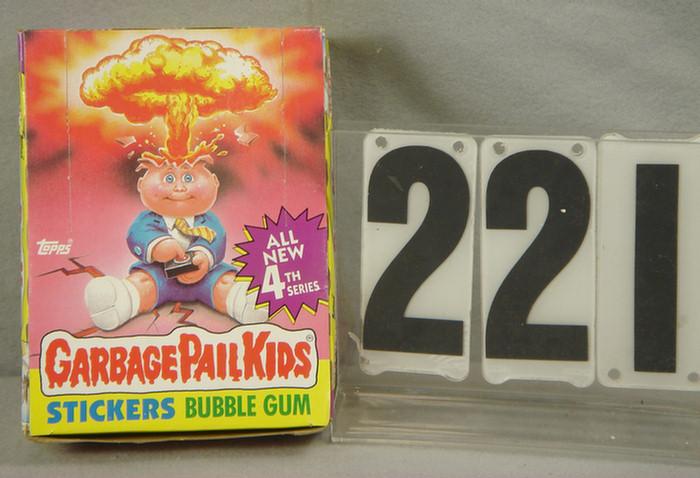 topps®
ALL
NEW
4TH
SERIES
GARBAGE PAIL KIDS®
STICKERS BUBBLE GUM
221